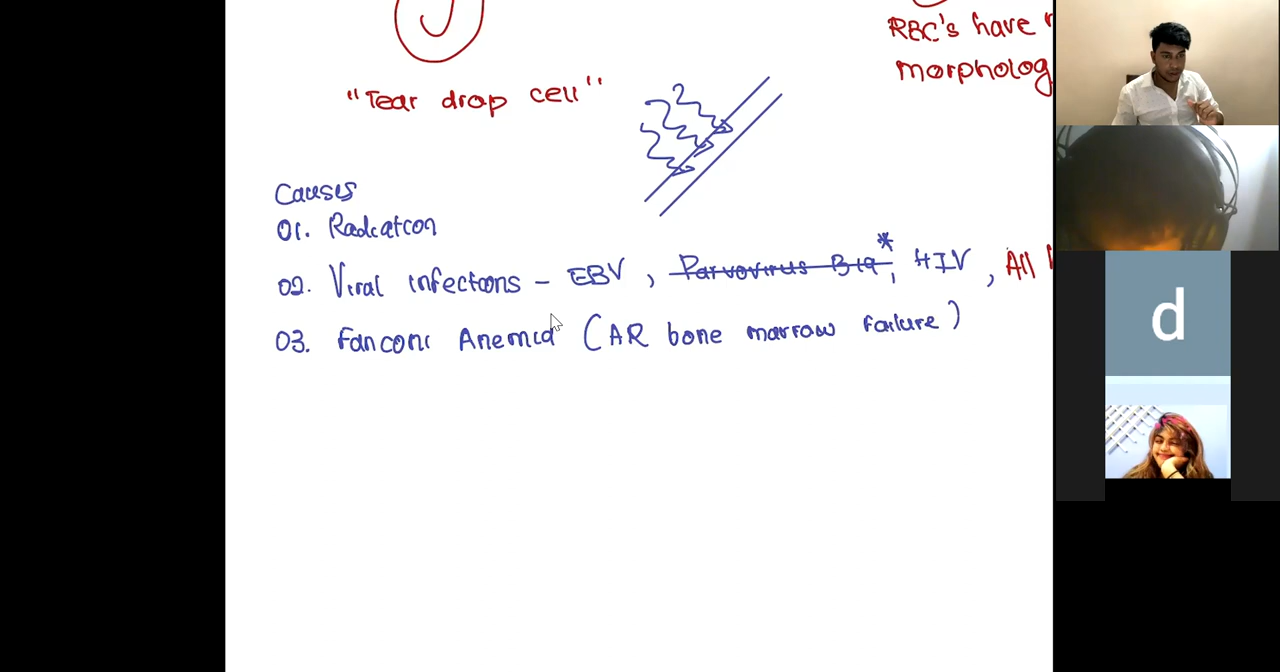 RBC's have
morpholog
"Tear drop cell"
Causes
01. Radiation
02. Viral infections – EBV, Parvovirus B19*, HIV, All
03. Fanconi Anemia (AR bone marrow failure)
d